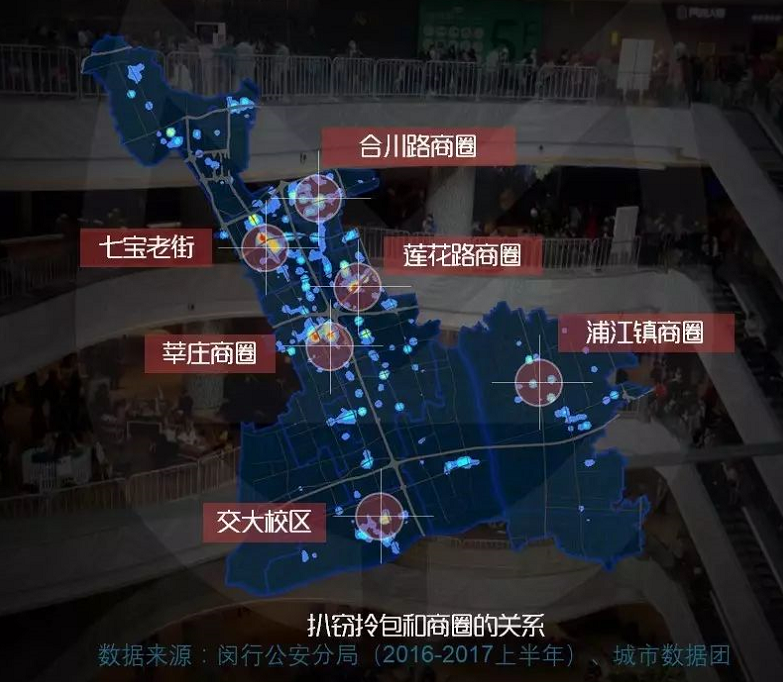 合川路商圈
七宝老街
莲花路商圈
浦江镇商圈
莘庄商圈
交大校区
扒窃拎包和商圈的关系
数据来源：闵行公安分局（2016-2017上半年）、城市数据团